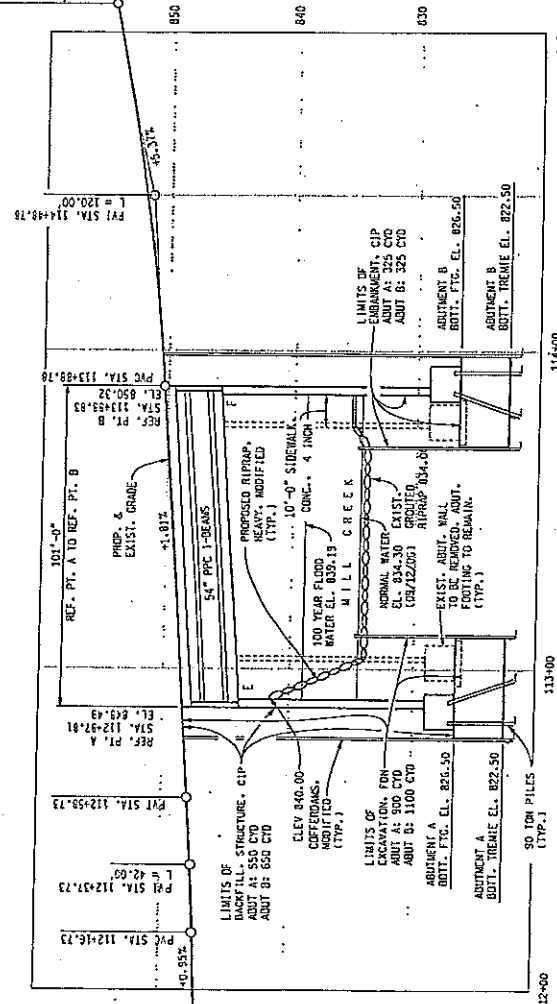 850
840
830
+5.37%
PVI STA. 114+48.78
L = 120.00'
PVC STA. 113+88.78
REF. PT. B
STA. 113+93.83
EL. 850.32
101'-0"
REF. PT. A TO REF. PT. B
PROP. &
EXIST. GRADE
+1.81%
54" PPC I-BEAMS
REF. PT. A
STA. 112+97.81
EL. 849.49
PVT STA. 112+58.73
PVI STA. 112+37.73
L = 42.00'
PVC STA. 112+16.73
+0.95%
E
F
10'-0" SIDEWALK,
CONC., 4 INCH
PROPOSED RIPRAP,
HEAVY, MODIFIED
(TYP.)
100 YEAR FLOOD
WATER EL. 839.19
MILL CREEK
NORMAL WATER
EL. 834.30
EXIST.
GROUTED
RIPRAP
EXIST. ABUT. WALL
TO BE REMOVED. ABUT.
FOOTING TO REMAIN.
(TYP.)
LIMITS OF
EMBANKMENT, CIP
ABUT A: 325 CYD
ABUT B: 325 CYD
ABUTMENT B
BOTT. FTG. EL. 826.50
ABUTMENT B
BOTT. TREMIE EL. 822.50
LIMITS OF
BACKFILL, STRUCTURE, CIP
ABUT A: 550 CYD
ABUT B: 650 CYD
ELEV 840.00
COFFERDAMS,
MODIFIED
(TYP.)
LIMITS OF
EXCAVATION, FDN
ABUT A: 900 CYD
ABUT B: 1100 CYD
ABUTMENT A
BOTT. FTG. EL. 826.50
ABUTMENT A
BOTT. TREMIE EL. 822.50
90 TON PILES
(TYP.)
12+00
113+00
114+00